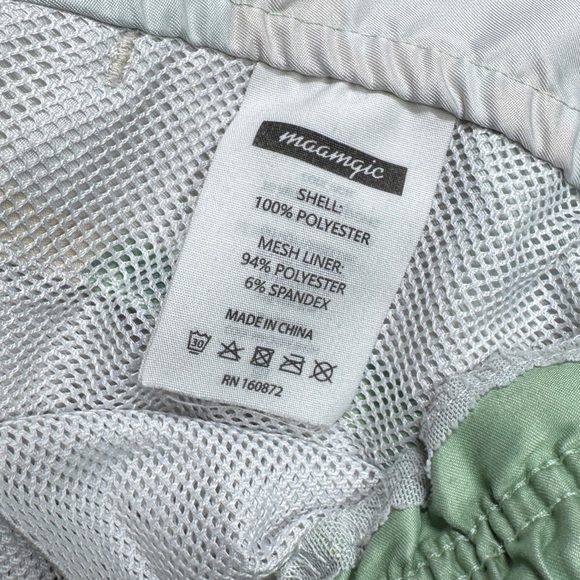 maamgic
SHELL:
100% POLYESTER
MESH LINER:
94% POLYESTER
6% SPANDEX
MADE IN CHINA
30
RN 160872